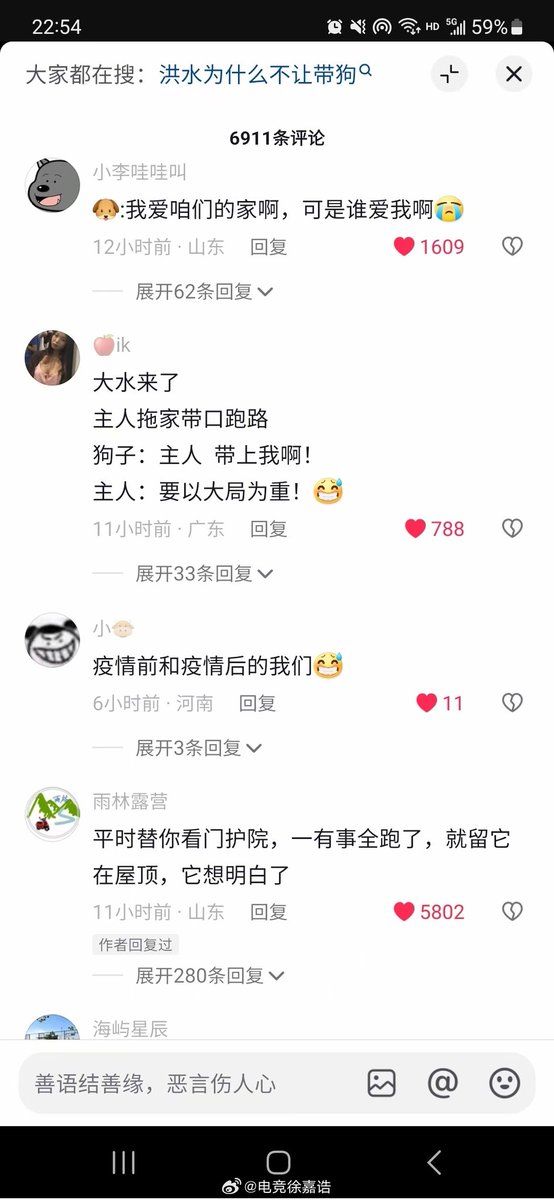 22:54
HD 5G 59%
大家都在搜：洪水为什么不让带狗
6911条评论
小李哇哇叫
🐶:我爱咱们的家啊，可是谁爱我啊😭
12小时前 · 山东 回复 1609
展开62条回复
🍎ik
大水来了
主人拖家带口跑路
狗子：主人 带上我啊！
主人：要以大局为重！😅
11小时前 · 广东 回复 788
展开33条回复
小
疫情前和疫情后的我们😅
6小时前 · 河南 回复 11
展开3条回复
雨林露营
平时替你看门护院，一有事全跑了，就留它
在屋顶，它想明白了
11小时前 · 山东 回复 5802
作者回复过
展开280条回复
海屿星辰
善语结善缘，恶言伤人心
@电竞徐嘉诰